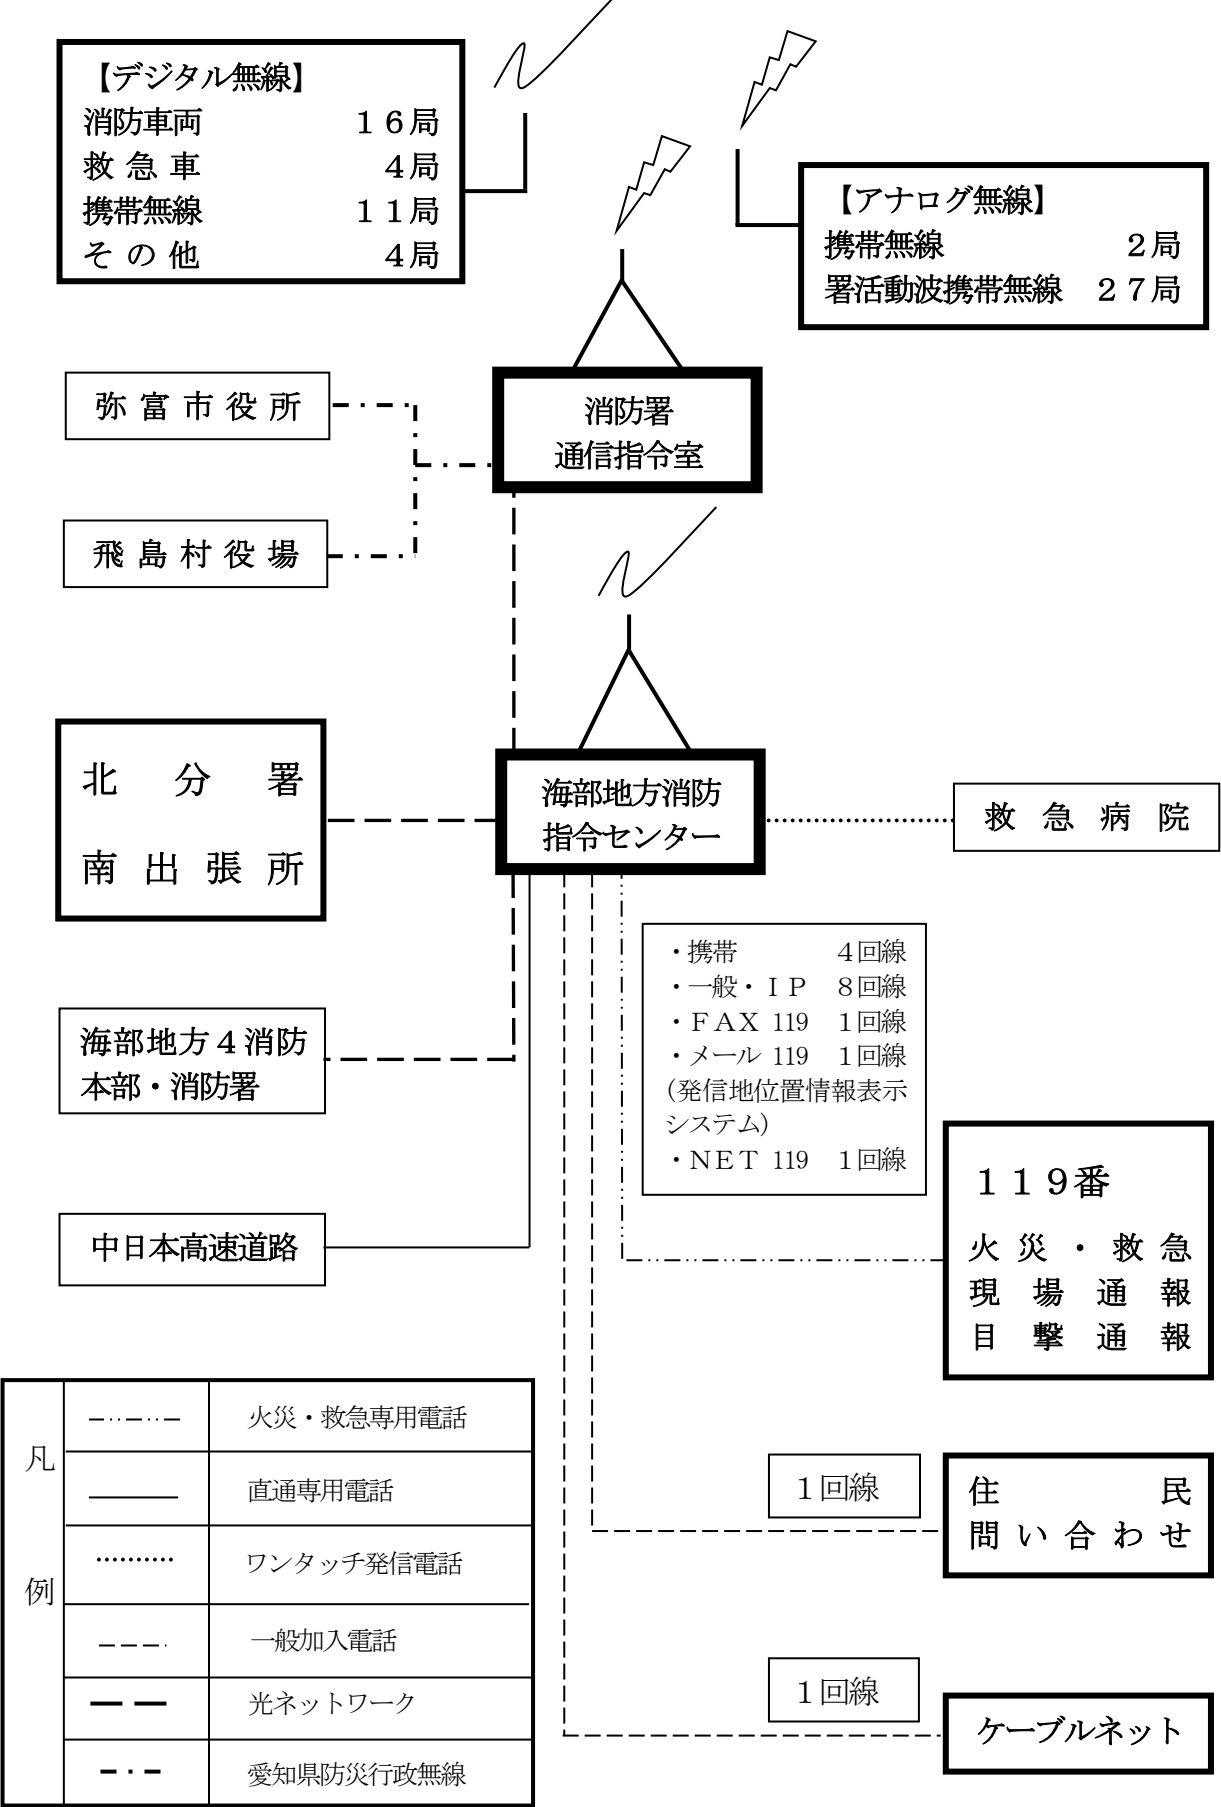 【デジタル無線】
消防車両　１６局
救急車　４局
携帯無線　１１局
その他　４局
【アナログ無線】
携帯無線　２局
署活動波携帯無線　２７局
弥富市役所
消防署
通信指令室
飛島村役場
北分署
南出張所
海部地方消防
指令センター
救急病院
・携帯　４回線
・一般・ＩＰ　８回線
・ＦＡＸ 119　１回線
・メール 119　１回線
(発信地位置情報表示
システム)
・ＮＥＴ 119　１回線
海部地方４消防
本部・消防署
１１９番
火災・救急
現場通報
目撃通報
中日本高速道路
凡例
火災・救急専用電話
直通専用電話
ワンタッチ発信電話
一般加入電話
光ネットワーク
愛知県防災行政無線
１回線
住民
問い合わせ
１回線
ケーブルネット